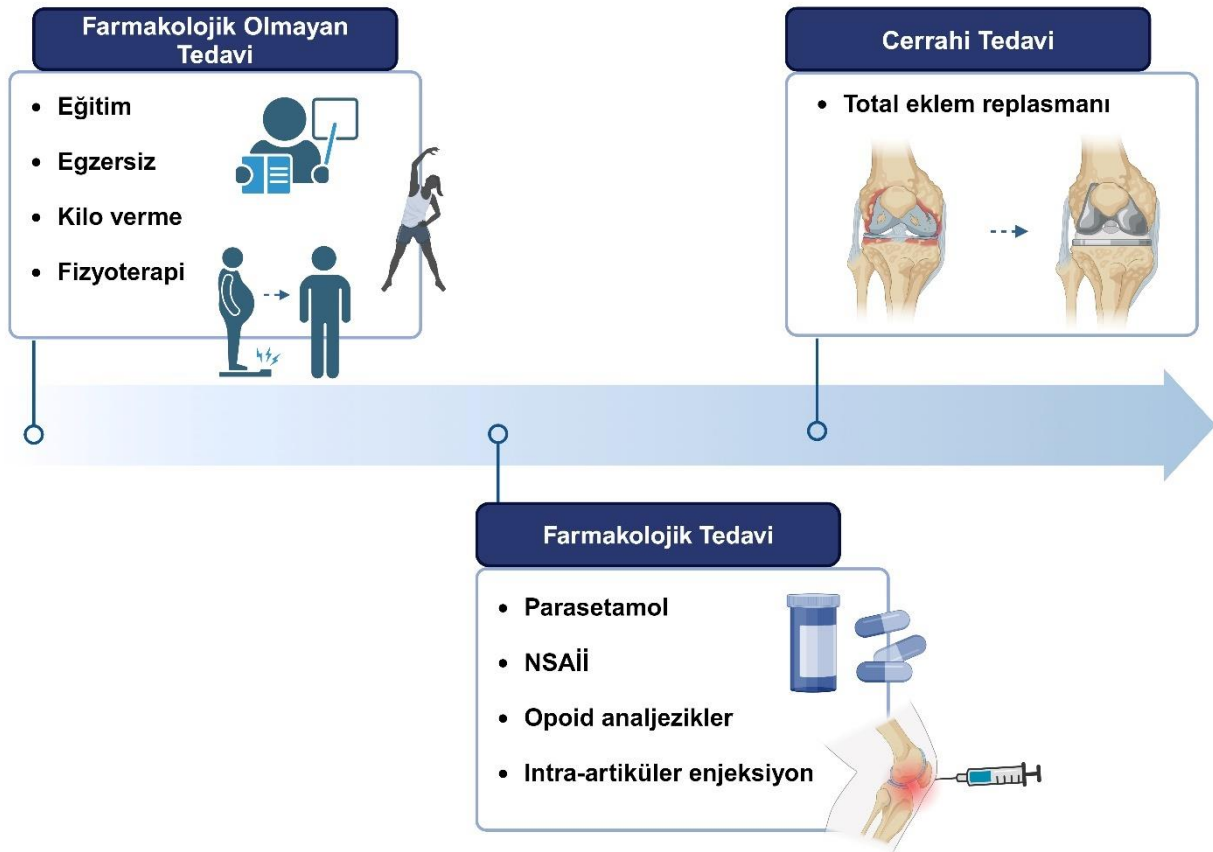 Farmakolojik Olmayan
Tedavi
• Eğitim
• Egzersiz
• Kilo verme
• Fizyoterapi
Cerrahi Tedavi
• Total eklem replasmanı
Farmakolojik Tedavi
• Parasetamol
• NSAİİ
• Opoid analjezikler
• Intra-artiküler enjeksiyon